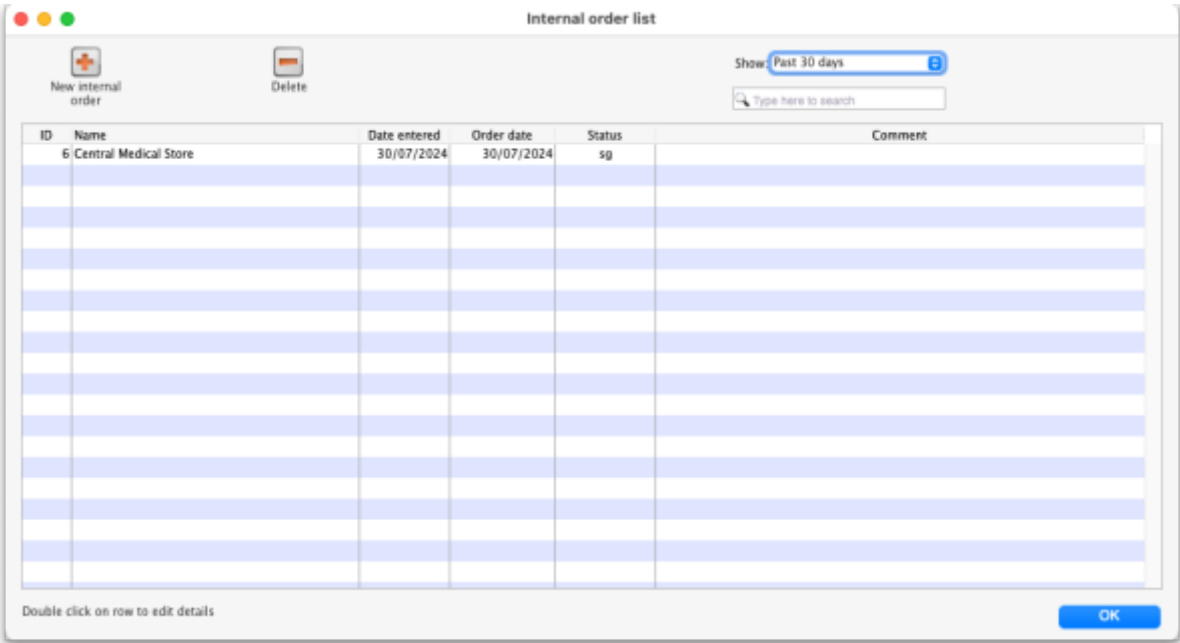 Internal order list
New internal
order
Delete
Show: Past 30 days
Type here to search
ID Name Date entered Order date Status Comment
6 Central Medical Store 30/07/2024 30/07/2024 sg
Double click on row to edit details
OK